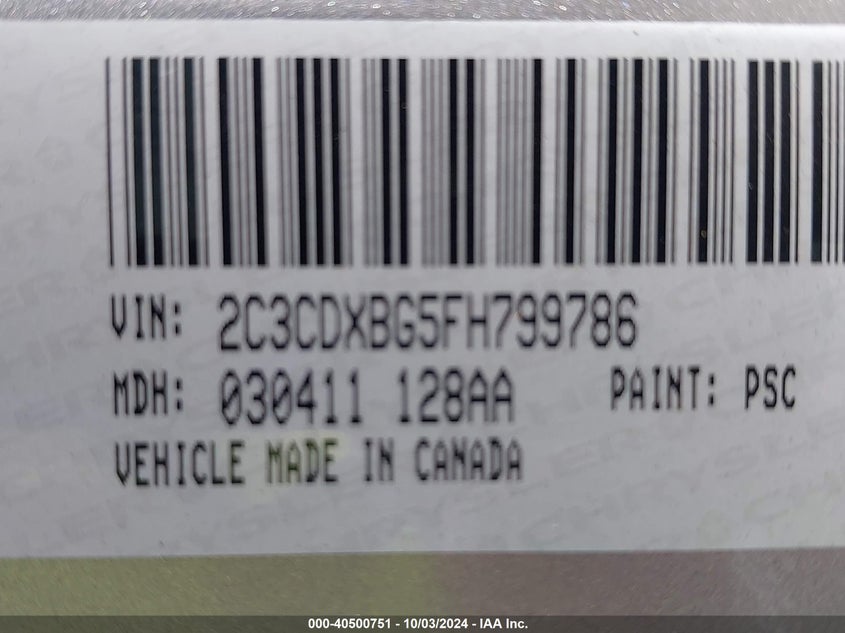 VIN: 2C3CDXBG5FH799786
MDH: 030411 128AA PAINT: PSC
VEHICLE MADE IN CANADA
000-40500751 - 10/03/2024 - IAA Inc.